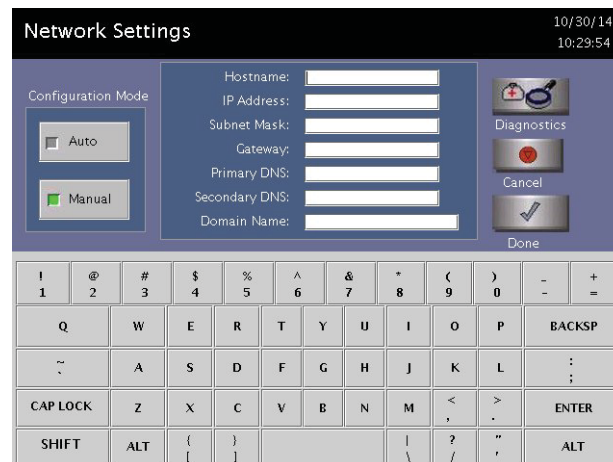 Network Settings
10/30/14
10:29:54
Configuration Mode
Auto
Manual
Hostname:
IP Address:
Subnet Mask:
Gateway:
Primary DNS:
Secondary DNS:
Domain Name:
Diagnostics
Cancel
Done
! @ # $ % ^ & * ( ) _ +
1 2 3 4 5 6 7 8 9 0 - =
Q W E R T Y U I O P BACKSP
~ :
` A S D F G H J K L ;
CAP LOCK Z X C V B N M < >
, .
ENTER
SHIFT ALT { } | ? " ALT
[ ] \ / '